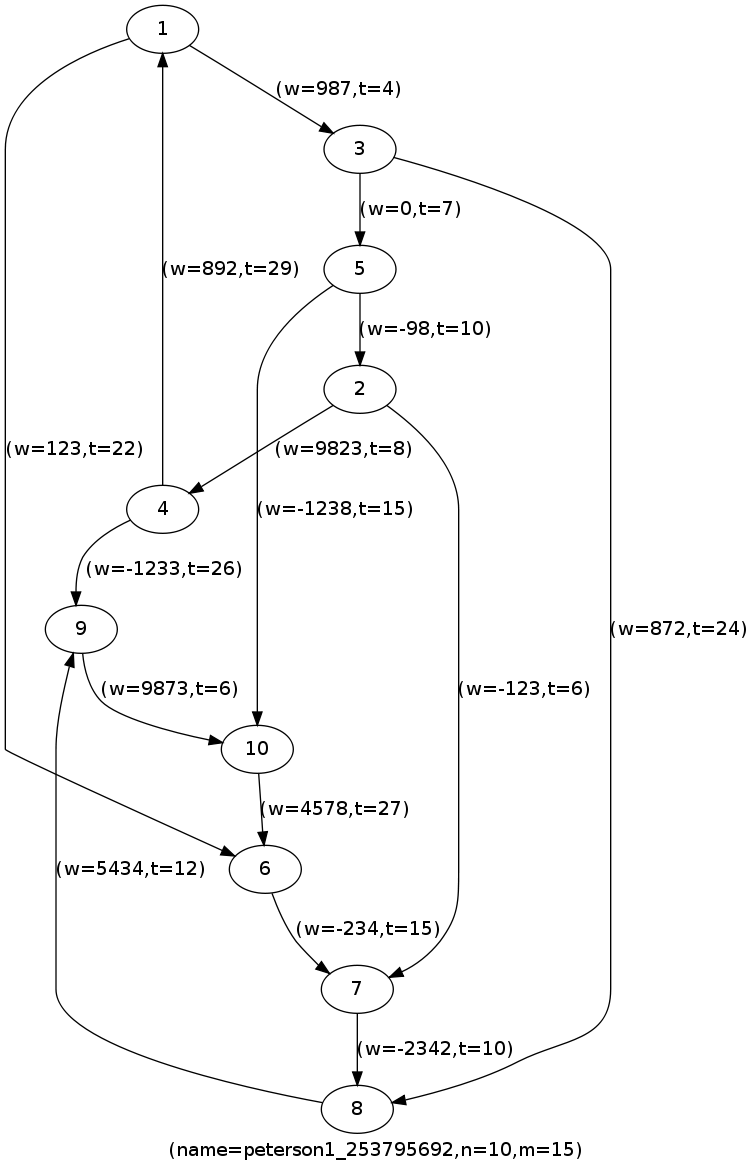 1
(w=987,t=4)
3
(w=0,t=7)
5
(w=892,t=29)
(w=-98,t=10)
2
(w=123,t=22)
(w=9823,t=8)
4
(w=-1238,t=15)
(w=-1233,t=26)
9
(w=872,t=24)
(w=9873,t=6)
(w=-123,t=6)
10
(w=4578,t=27)
6
(w=5434,t=12)
(w=-234,t=15)
7
(w=-2342,t=10)
8
(name=peterson1_253795692,n=10,m=15)